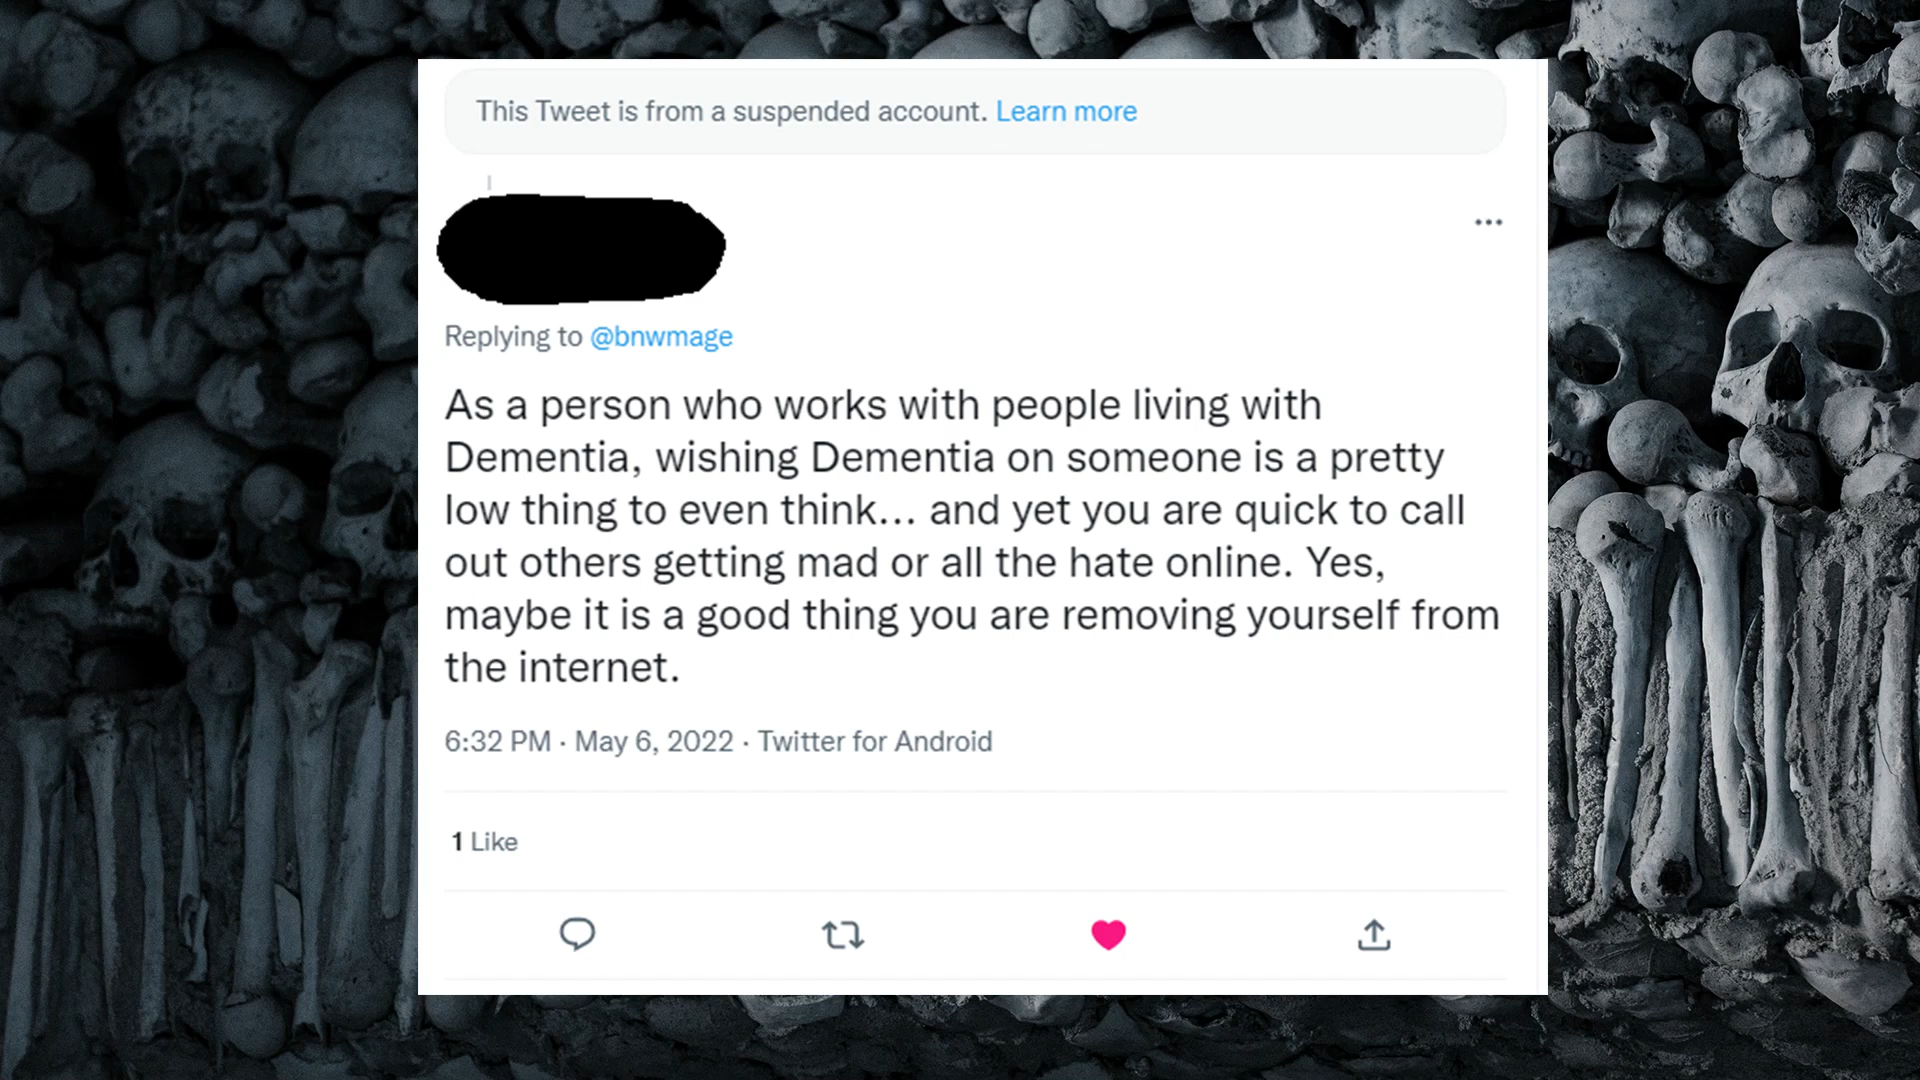 This Tweet is from a suspended account. Learn more
Replying to @bnwmage
As a person who works with people living with
Dementia, wishing Dementia on someone is a pretty
low thing to even think... and yet you are quick to call
out others getting mad or all the hate online. Yes,
maybe it is a good thing you are removing yourself from
the internet.
6:32 PM · May 6, 2022 · Twitter for Android
1 Like